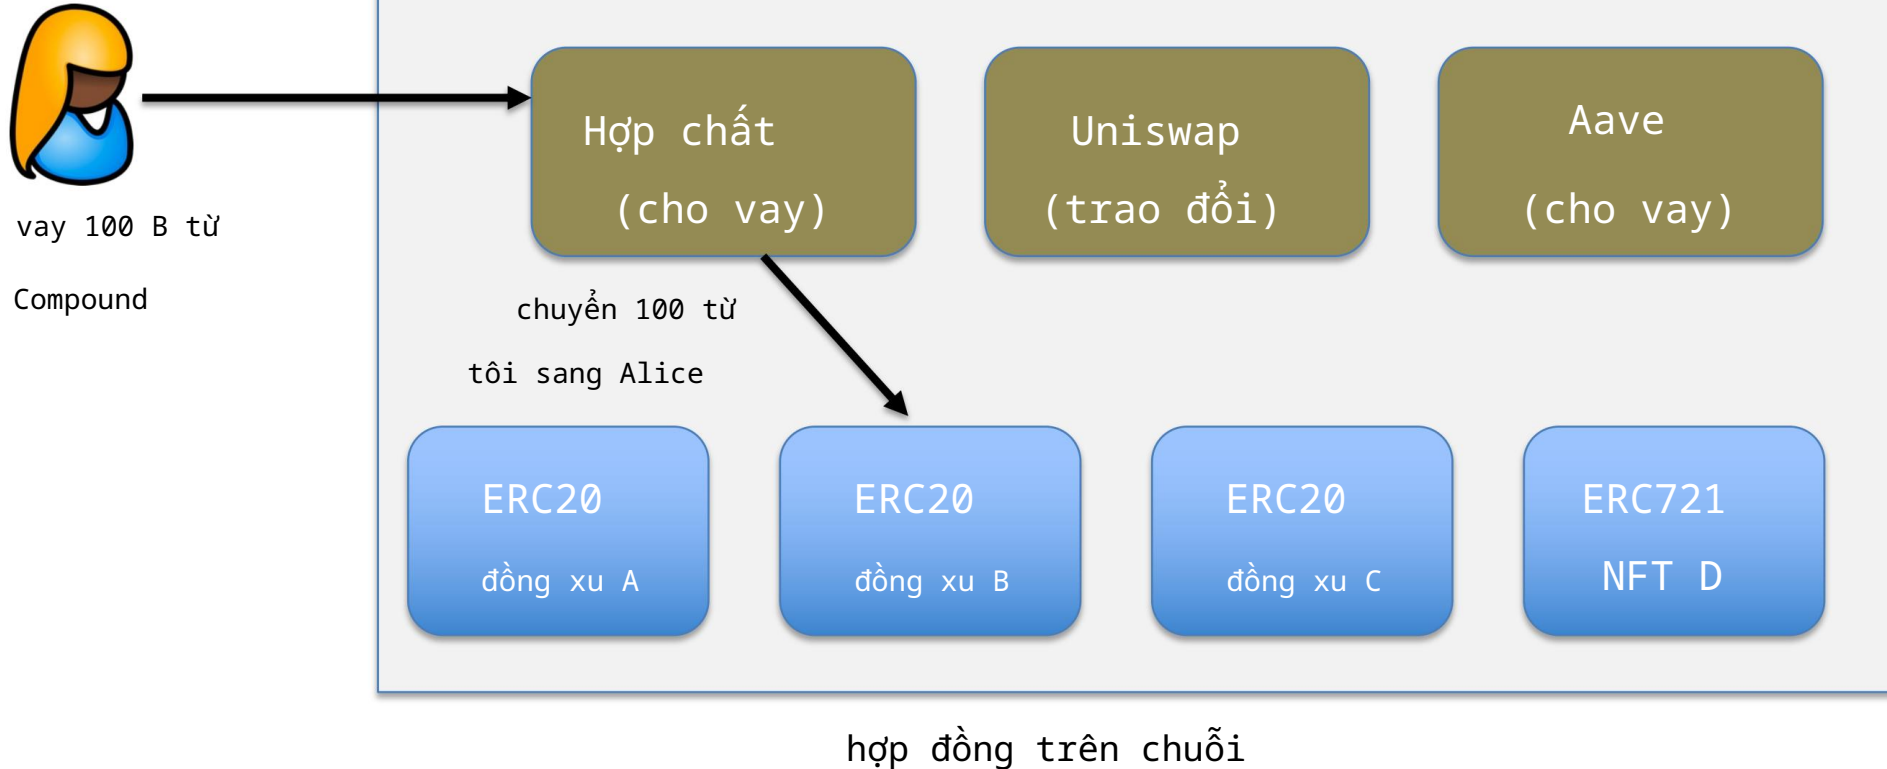 Hợp chất
(cho vay)
Uniswap
(trao đổi)
Aave
(cho vay)
vay 100 B từ
Compound
chuyển 100 từ
tôi sang Alice
ERC20
đồng xu A
ERC20
đồng xu B
ERC20
đồng xu C
ERC721
NFT D
hợp đồng trên chuỗi